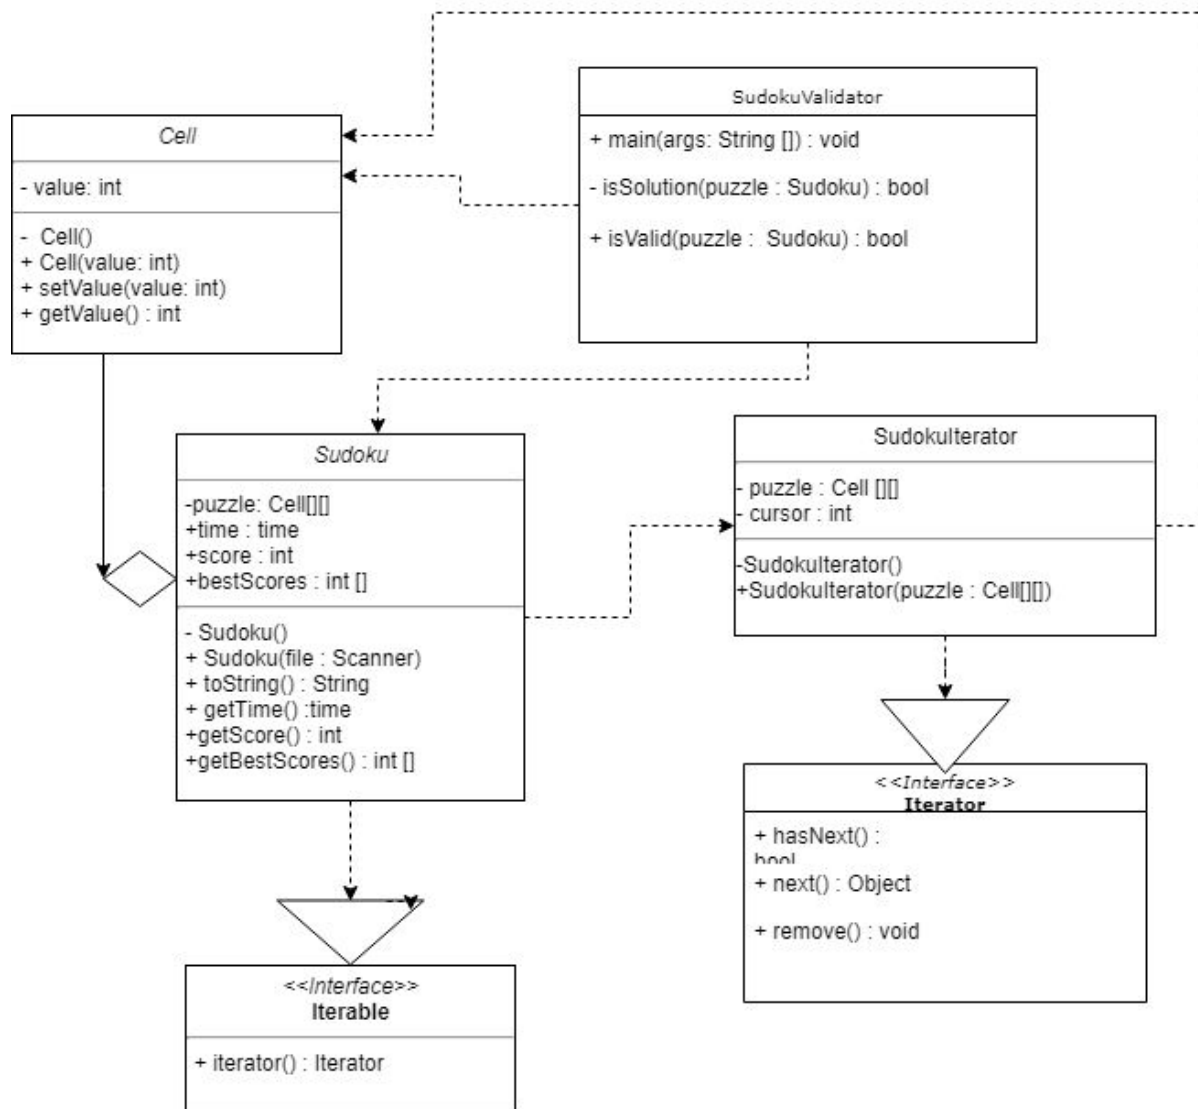 SudokuValidator
+ main(args: String []) : void
- isSolution(puzzle : Sudoku) : bool
+ isValid(puzzle : Sudoku) : bool
Cell
- value: int
- Cell()
+ Cell(value: int)
+ setValue(value: int)
+ getValue() : int
Sudoku
-puzzle: Cell[][]
+time : time
+score : int
+bestScores : int []
- Sudoku()
+ Sudoku(file : Scanner)
+ toString() : String
+ getTime() :time
+getScore() : int
+getBestScores() : int []
SudokuIterator
- puzzle : Cell [][]
- cursor : int
-SudokuIterator()
+SudokuIterator(puzzle : Cell[][])
<<Interface>>
Iterator
+ hasNext() :
bool
+ next() : Object
+ remove() : void
<<Interface>>
Iterable
+ iterator() : Iterator